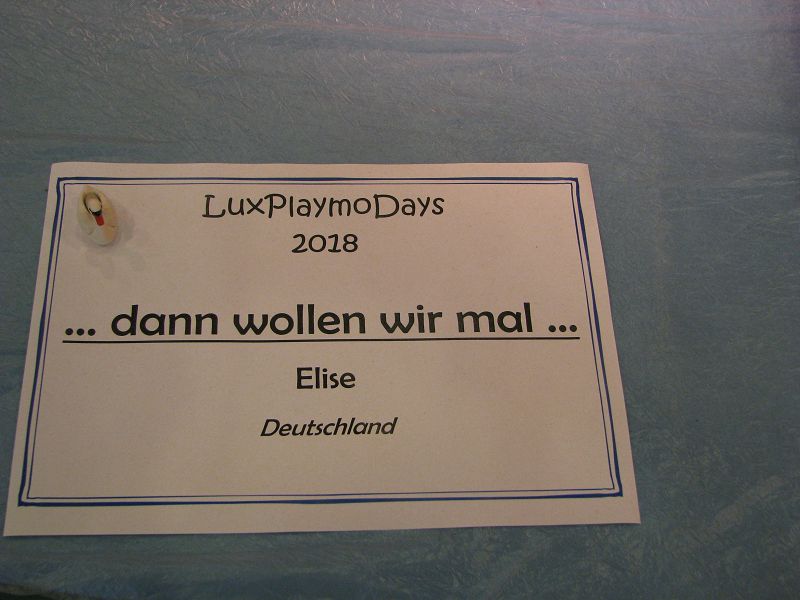 LuxPlaymoDays
2018
... dann wollen wir mal ...
Elise
Deutschland